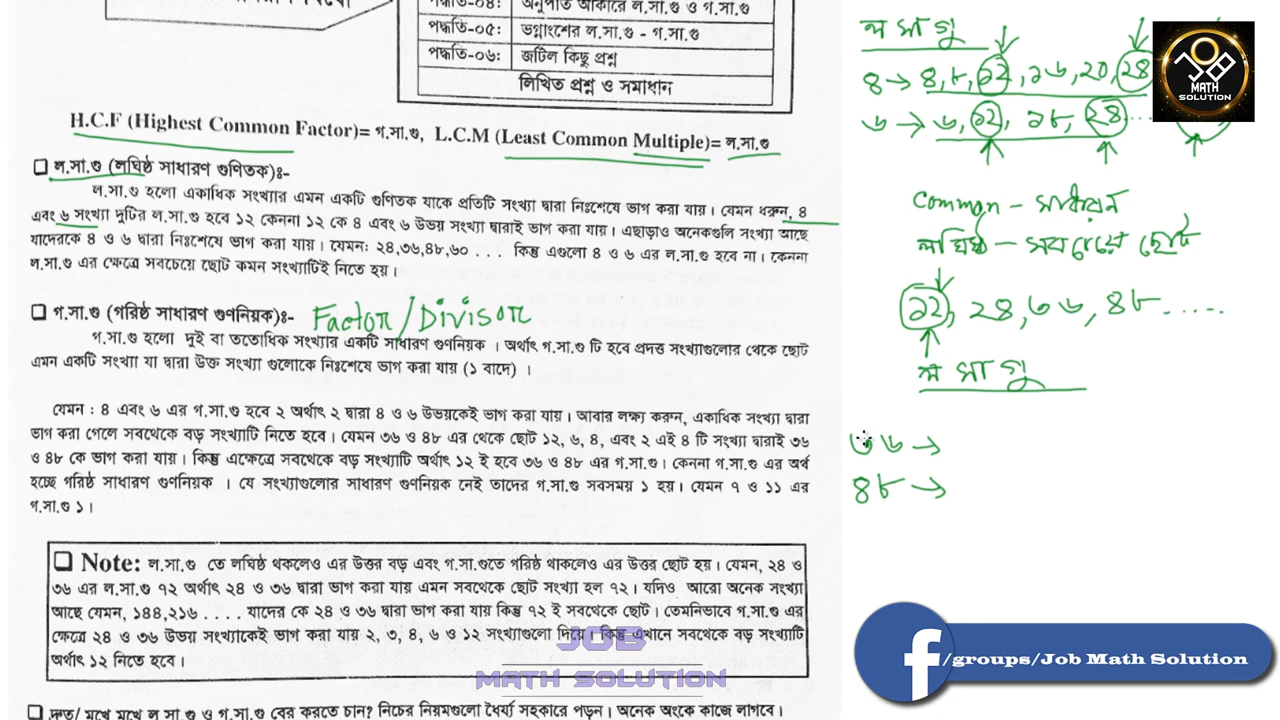 পদ্ধতি-০৪: অনুপাত আকারে ল.সা.গু ও গ.সা.গু
পদ্ধতি-০৫: ভগ্নাংশের ল.সা.গু - গ.সা.গু
পদ্ধতি-০৬: জটিল কিছু প্রশ্ন
লিখিত প্রশ্ন ও সমাধান
H.C.F (Highest Common Factor)= গ.সা.গু, L.C.M (Least Common Multiple)= ল.সা.গু
❑ ল.সা.গু (লঘিষ্ঠ সাধারণ গুণিতক)ঃ-
ল.সা.গু হলো একাধিক সংখ্যার এমন একটি গুণিতক যাকে প্রতিটি সংখ্যা দ্বারা নিঃশেষে ভাগ করা যায়। যেমন ধরুন, ৪
এবং ৬ সংখ্যা দুটির ল.সা.গু হবে ১২ কেননা ১২ কে ৪ এবং ৬ উভয় সংখ্যা দ্বারাই ভাগ করা যায়। এছাড়াও অনেকগুলি সংখ্যা আছে
যাদেরকে ৪ ও ৬ দ্বারা নিঃশেষে ভাগ করা যায়। যেমন: ২৪,৩৬,৪৮,৬০ . . . কিন্তু এগুলো ৪ ও ৬ এর ল.সা.গু হবে না। কেননা
ল.সা.গু এর ক্ষেত্রে সবচেয়ে ছোট কমন সংখ্যাটিই নিতে হয়।
❑ গ.সা.গু (গরিষ্ঠ সাধারণ গুণনিয়ক)ঃ- Factor/Divisor
গ.সা.গু হলো দুই বা ততোধিক সংখ্যার একটি সাধারণ গুণনিয়ক । অর্থাৎ গ.সা.গু টি হবে প্রদত্ত সংখ্যাগুলোর থেকে ছোট
এমন একটি সংখ্যা যা দ্বারা উক্ত সংখ্যা গুলোকে নিঃশেষে ভাগ করা যায় (১ বাদে) ।
যেমন : ৪ এবং ৬ এর গ.সা.গু হবে ২ অর্থাৎ ২ দ্বারা ৪ ও ৬ উভয়কেই ভাগ করা যায়। আবার লক্ষ্য করুন, একাধিক সংখ্যা দ্বারা
ভাগ করা গেলে সবথেকে বড় সংখ্যাটি নিতে হবে। যেমন ৩৬ ও ৪৮ এর থেকে ছোট ১২, ৬, ৪, এবং ২ এই ৪ টি সংখ্যা দ্বারাই ৩৬
ও ৪৮ কে ভাগ করা যায়। কিন্তু এক্ষেত্রে সবথেকে বড় সংখ্যাটি অর্থাৎ ১২ ই হবে ৩৬ ও ৪৮ এর গ.সা.গু। কেননা গ.সা.গু এর অর্থ
হচ্ছে গরিষ্ঠ সাধারণ গুণনিয়ক । যে সংখ্যাগুলোর সাধারণ গুণনিয়ক নেই তাদের গ.সা.গু সবসময় ১ হয়। যেমন ৭ ও ১১ এর
গ.সা.গু ১।
❑ Note: ল.সা.গু তে লঘিষ্ঠ থকলেও এর উত্তর বড় এবং গ.সা.গুতে গরিষ্ঠ থাকলেও এর উত্তর ছোট হয়। যেমন, ২৪ ও
৩৬ এর ল.সা.গু ৭২ অর্থাৎ ২৪ ও ৩৬ দ্বারা ভাগ করা যায় এমন সবথেকে ছোট সংখ্যা হল ৭২। যদিও আরো অনেক সংখ্যা
আছে যেমন, ১৪৪,২১৬ . . . . যাদের কে ২৪ ও ৩৬ দ্বারা ভাগ করা যায় কিন্তু ৭২ ই সবথেকে ছোট। তেমনিভাবে গ.সা.গু এর
ক্ষেত্রে ২৪ ও ৩৬ উভয় সংখ্যাকেই ভাগ করা যায় ২, ৩, ৪, ৬ ও ১২ সংখ্যাগুলো দিয়ে। কিন্তু এখানে সবথেকে বড় সংখ্যাটি
অর্থাৎ ১২ নিতে হবে।
JOB
MATH SOLUTION
❑ দ্রুত/ মুখে মুখে ল সা গু ও গ.সা.গু বের করতে চান? নিচের নিয়মগুলো ধৈর্য্য সহকারে পড়ুন। অনেক অংকে কাজে লাগবে।
ল সা গু
৪ → ৪, ৮, ১২, ১৬, ২০, ২৪
৬ → ৬, ১২, ১৮, ২৪....
Common - সাধারন
লঘিষ্ঠ - সবচেয়ে ছোট
১২, ২৪, ৩৬, ৪৮......
ল সা গু
৩৬ →
৪৮ →
JOB
MATH
SOLUTION
f/groups/Job Math Solution